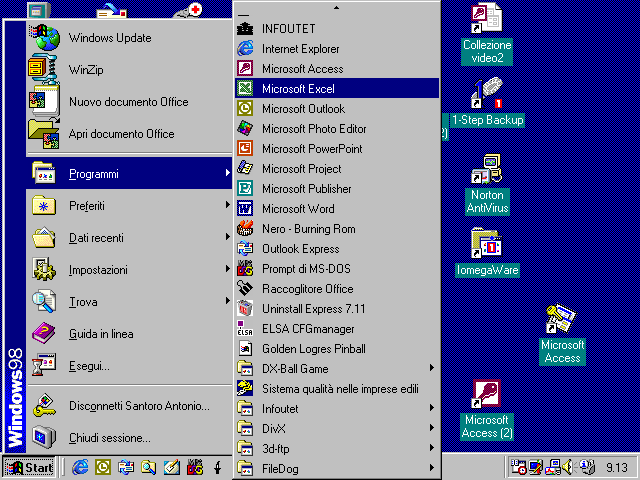 Windows Update
WinZip
Nuovo documento Office
Apri documento Office
Programmi
Preferiti
Dati recenti
Impostazioni
Trova
Guida in linea
Esegui...
Disconnetti Santoro Antonio...
Chiudi sessione...
Windows98
INFOUTET
Internet Explorer
Microsoft Access
Microsoft Excel
Microsoft Outlook
Microsoft Photo Editor
Microsoft PowerPoint
Microsoft Project
Microsoft Publisher
Microsoft Word
Nero - Burning Rom
Outlook Express
Prompt di MS-DOS
Raccoglitore Office
Uninstall Express 7.11
ELSA CFGmanager
Golden Logres Pinball
DX-Ball Game
Sistema qualità nelle imprese edili
Infoutet
DivX
3d-ftp
FileDog
Collezione
video2
1-Step Backup
2)
Norton
AntiVirus
IomegaWare
Microsoft
Access
Microsoft
Access (2)
Start
9.13